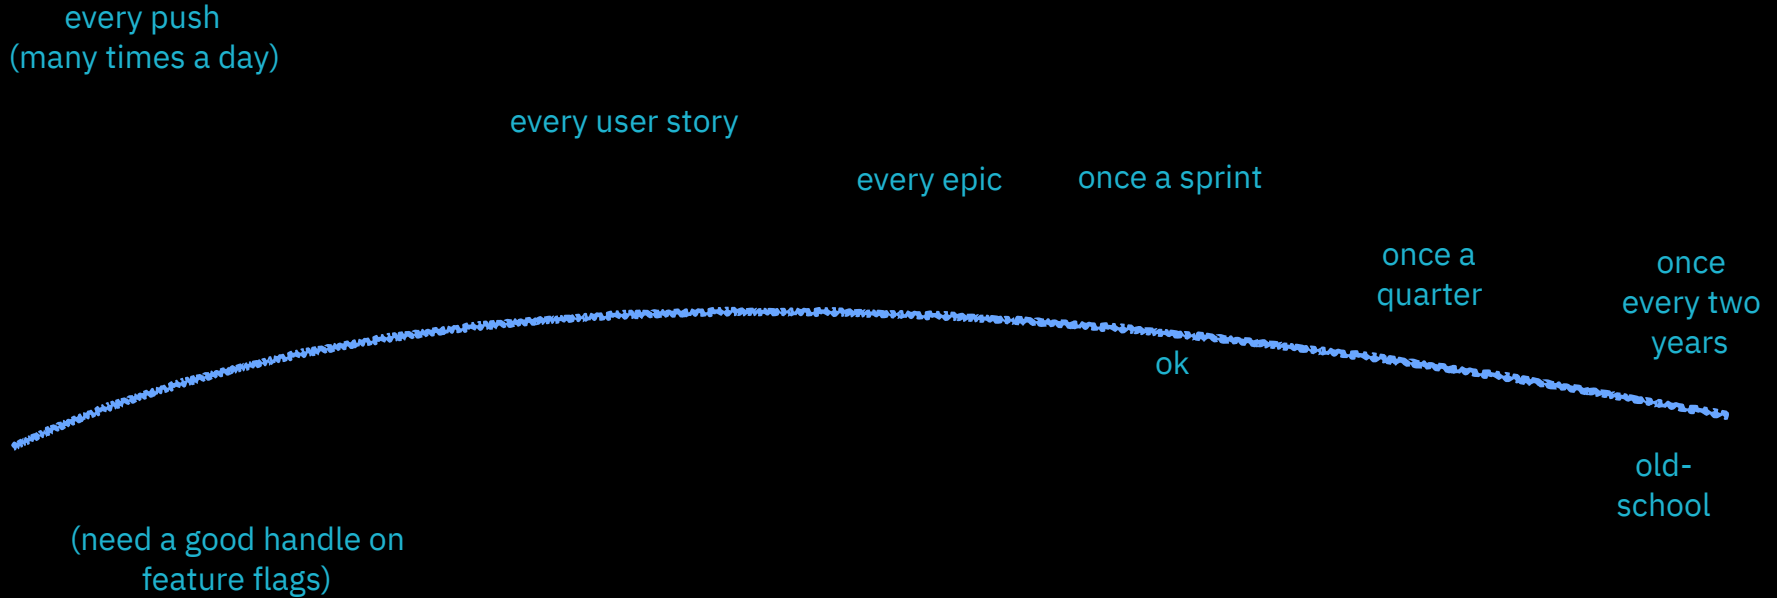 every push
(many times a day)
every user story
every epic
once a sprint
once a
quarter
once
every two
years
ok
old-
school
(need a good handle on
feature flags)